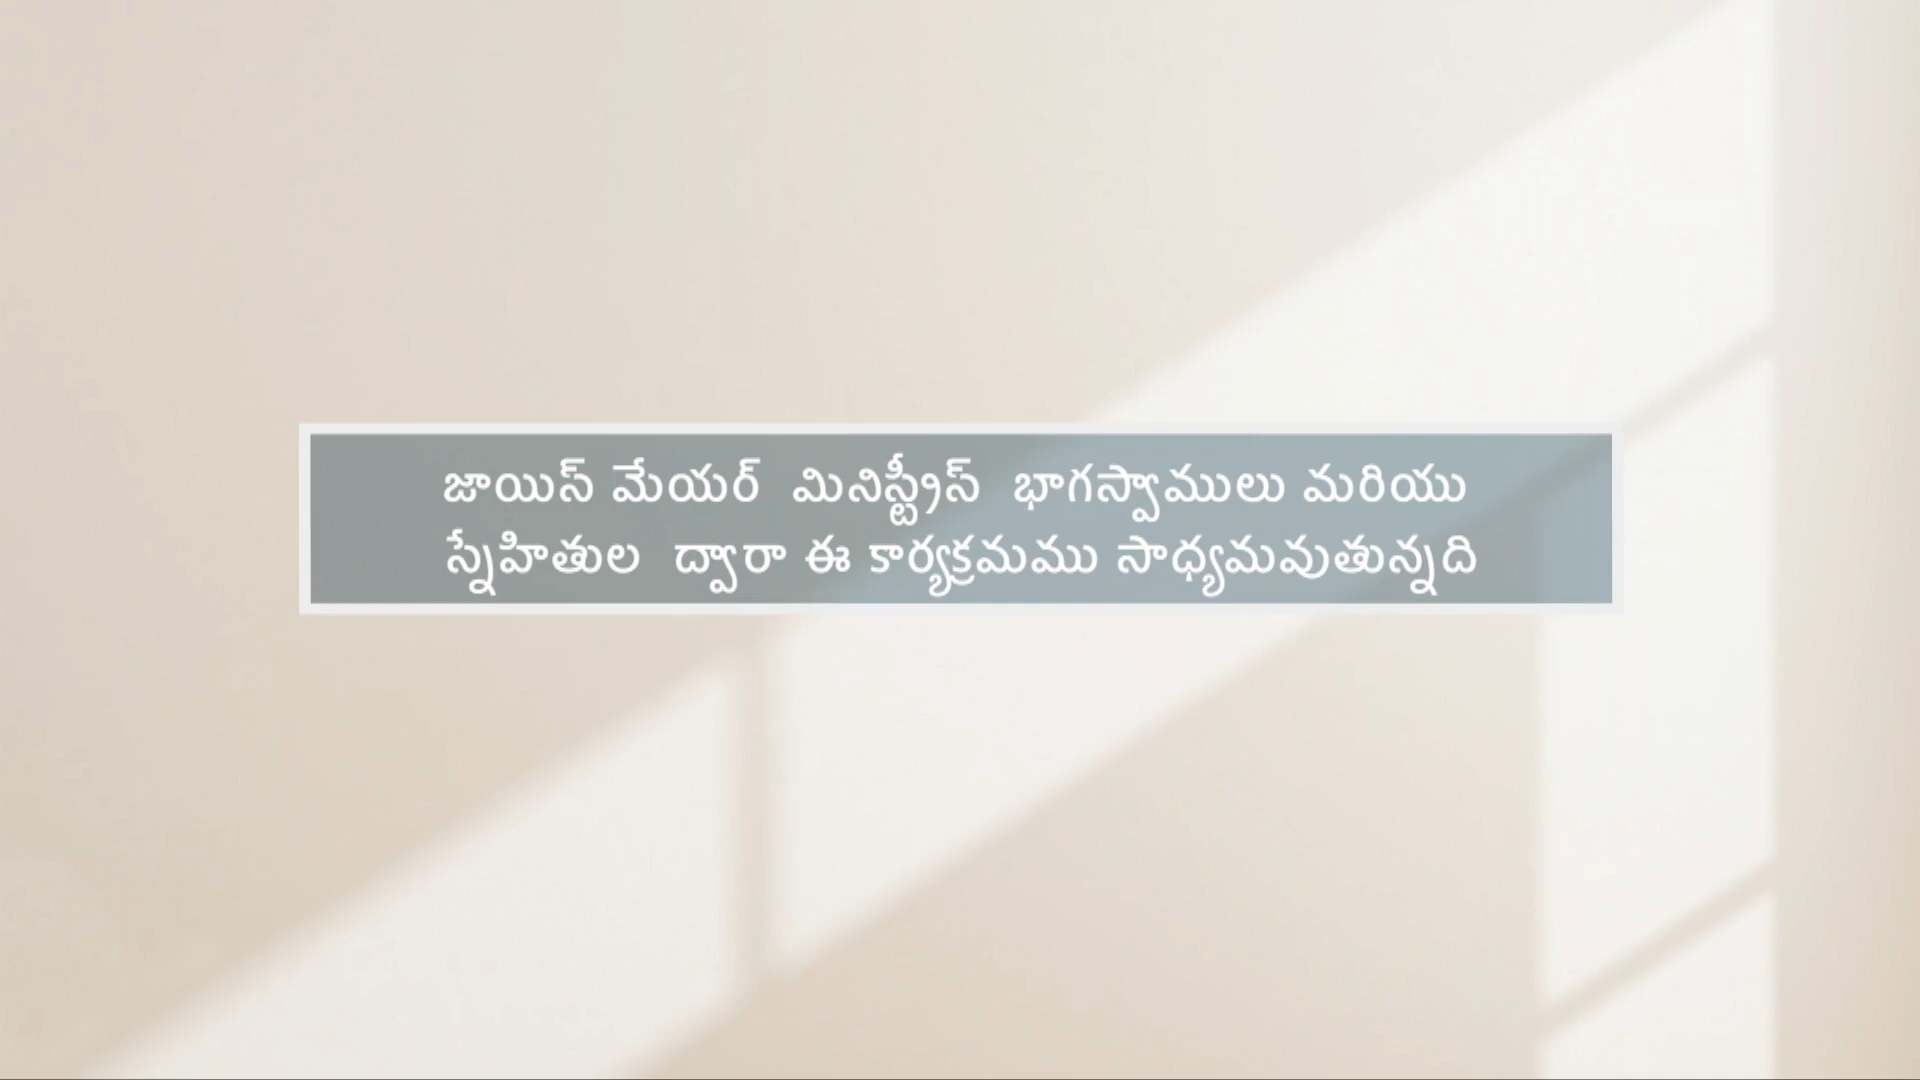 జాయిస్ మేయర్ మినిస్ట్రీస్ భాగస్వాములు మరియు
స్నేహితుల ద్వారా ఈ కార్యక్రమము సాధ్యమవుతున్నది